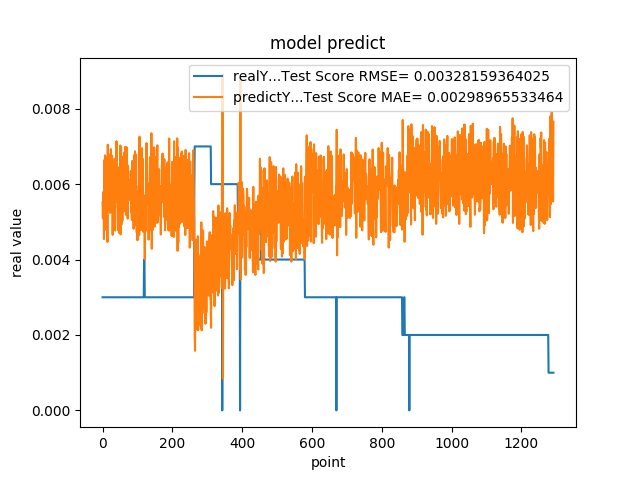 model predict
realY...Test Score RMSE= 0.00328159364025
predictY...Test Score MAE= 0.00298965533464
real value
0.008
0.006
0.004
0.002
0.000
0 200 400 600 800 1000 1200
point